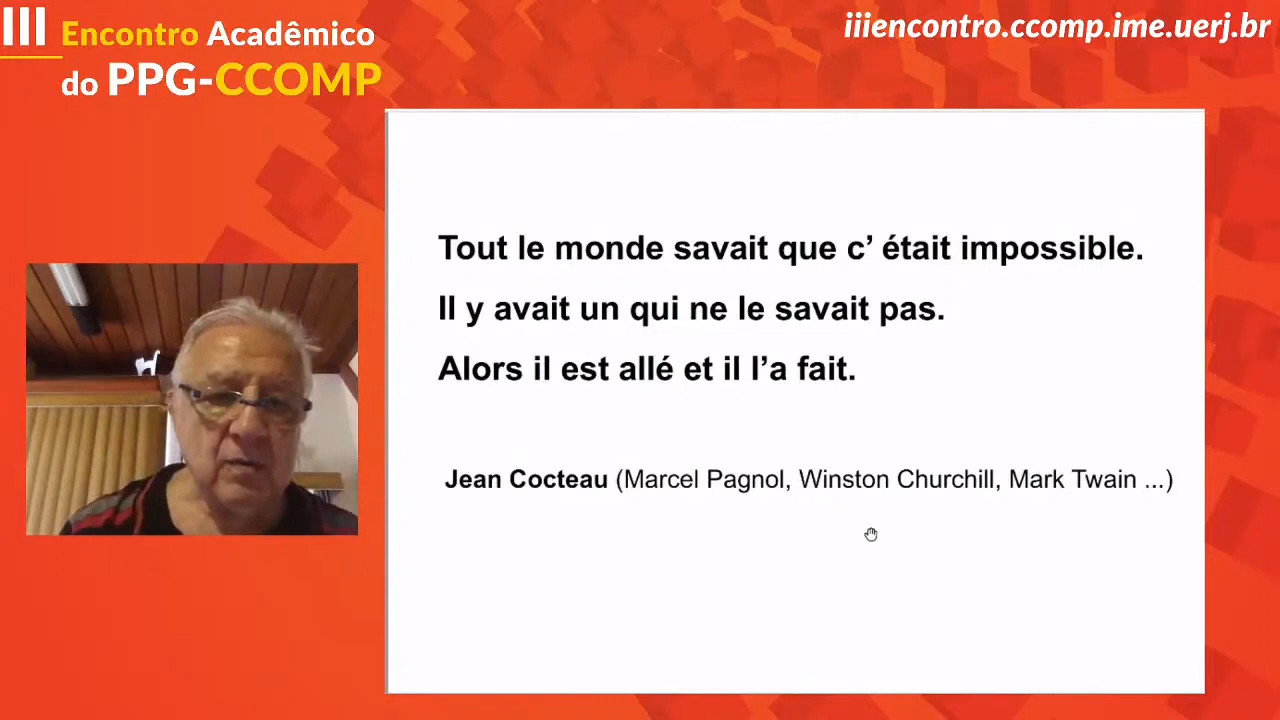 III Encontro Acadêmico
do PPG-CCOMP
iiiencontro.ccomp.ime.uerj.br
Tout le monde savait que c’ était impossible.
Il y avait un qui ne le savait pas.
Alors il est allé et il l’a fait.
Jean Cocteau (Marcel Pagnol, Winston Churchill, Mark Twain ...)